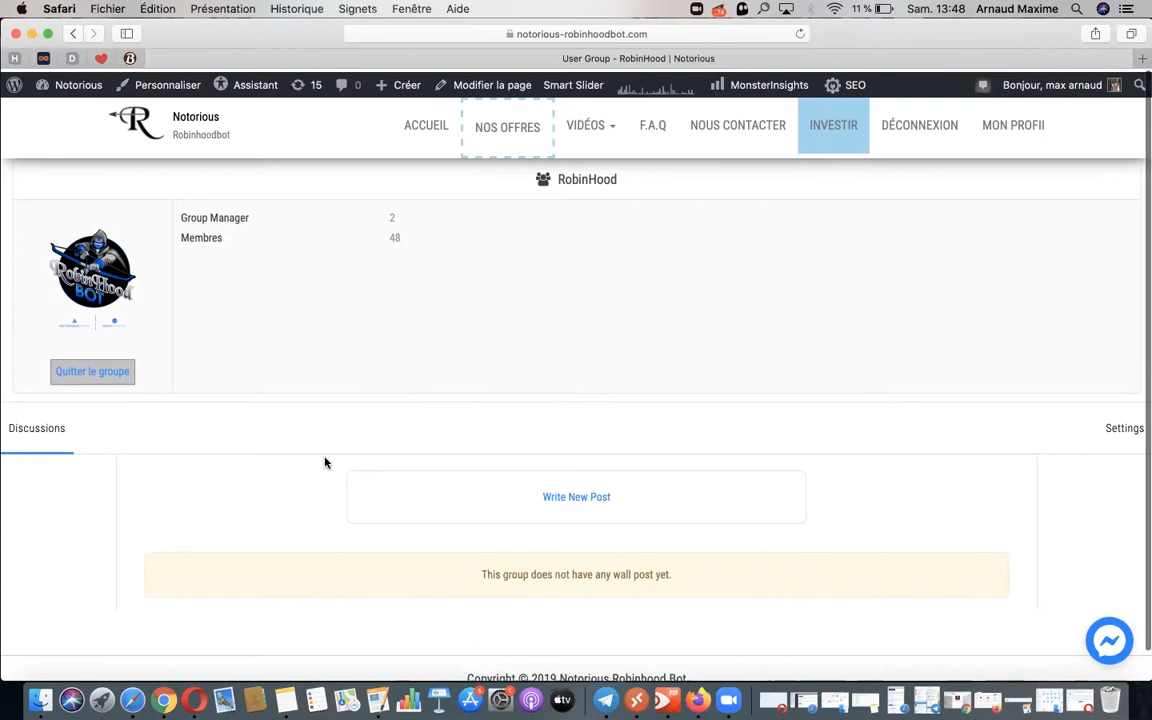 Safari Fichier Édition Présentation Historique Signets Fenêtre Aide 11 % Sam. 13:48 Arnaud Maxime
notorious-robinhoodbot.com
H D B User Group - RobinHood | Notorious
Notorious Personnaliser Assistant 15 0 Créer Modifier la page Smart Slider MonsterInsights SEO Bonjour, max arnaud
Notorious
Robinhoodbot
ACCUEIL NOS OFFRES VIDÉOS F.A.Q NOUS CONTACTER INVESTIR DÉCONNEXION MON PROFIl
RobinHood
Group Manager 2
Membres 48
RobinHood
BOT
Quitter le groupe
Discussions Settings
Write New Post
This group does not have any wall post yet.
Copyright © 2019 Notorious Robinhood Bot